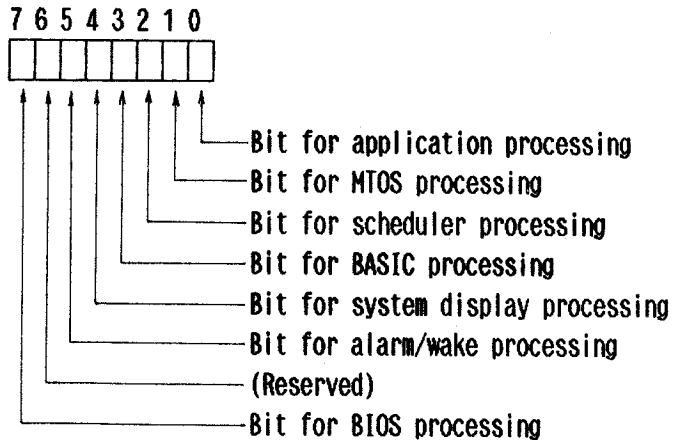 7 6 5 4 3 2 1 0
Bit for application processing
Bit for MTOS processing
Bit for scheduler processing
Bit for BASIC processing
Bit for system display processing
Bit for alarm/wake processing
(Reserved)
Bit for BIOS processing